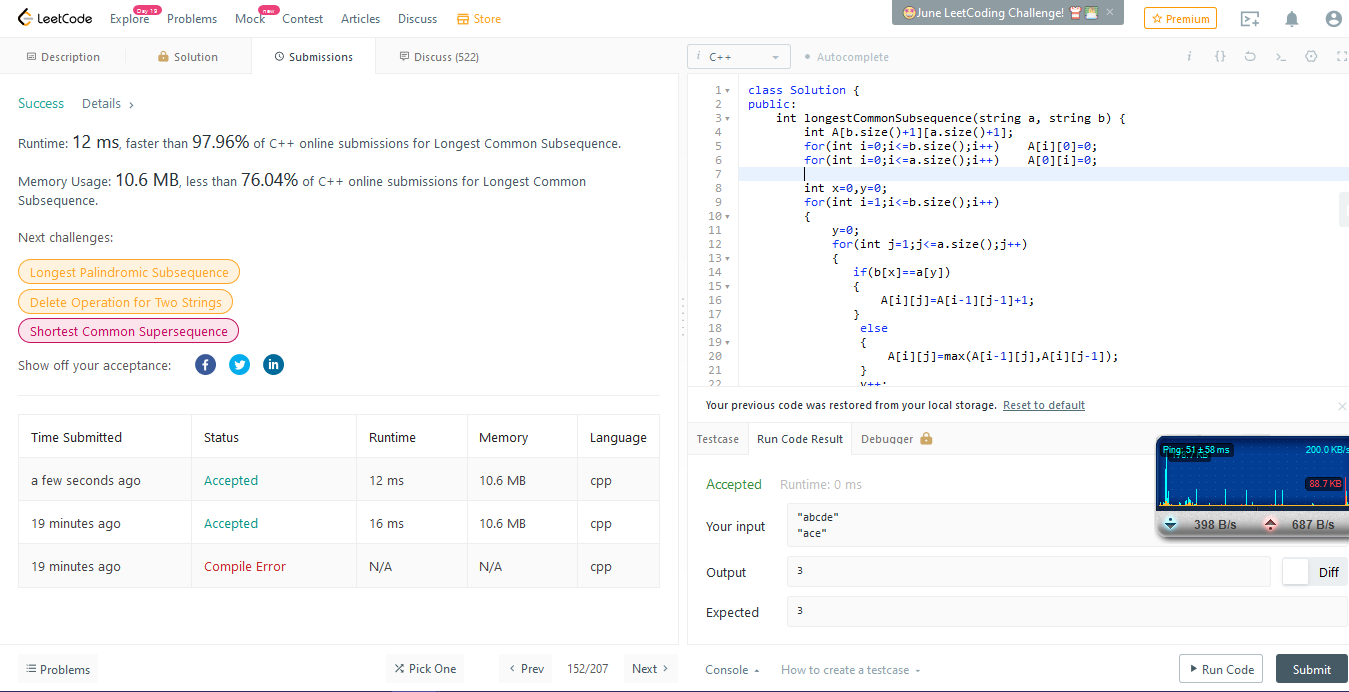 LeetCode Explore Day 19 Problems Mock new Contest Articles Discuss Store June LeetCoding Challenge! × Premium
Description Solution Submissions Discuss (522)
Success Details >
Runtime: 12 ms, faster than 97.96% of C++ online submissions for Longest Common Subsequence.
Memory Usage: 10.6 MB, less than 76.04% of C++ online submissions for Longest Common
Subsequence.
Next challenges:
Longest Palindromic Subsequence
Delete Operation for Two Strings
Shortest Common Supersequence
Show off your acceptance:
Time Submitted Status Runtime Memory Language
a few seconds ago Accepted 12 ms 10.6 MB cpp
19 minutes ago Accepted 16 ms 10.6 MB cpp
19 minutes ago Compile Error N/A N/A cpp
Problems Pick One < Prev 152/207 Next >
i C++ Autocomplete i {} >_
1 class Solution {
2 public:
3 int longestCommonSubsequence(string a, string b) {
4 int A[b.size()+1][a.size()+1];
5 for(int i=0;i<=b.size();i++) A[i][0]=0;
6 for(int i=0;i<=a.size();i++) A[0][i]=0;
7
8 int x=0,y=0;
9 for(int i=1;i<=b.size();i++)
10 {
11 y=0;
12 for(int j=1;j<=a.size();j++)
13 {
14 if(b[x]==a[y])
15 {
16 A[i][j]=A[i-1][j-1]+1;
17 }
18 else
19 {
20 A[i][j]=max(A[i-1][j],A[i][j-1]);
21 }
22 y++;
Your previous code was restored from your local storage. Reset to default ×
Testcase Run Code Result Debugger
Accepted Runtime: 0 ms
Your input "abcde"
"ace"
Output 3 Diff
Expected 3
Ping: 51 ± 58 ms 200.0 KB/s
88.7 KB
398 B/s 687 B/s
Console How to create a testcase Run Code Submit